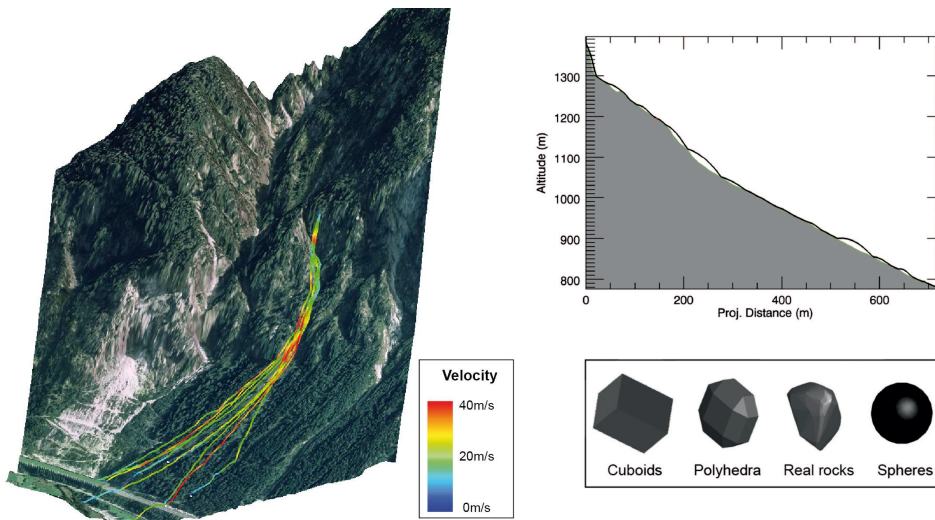 Velocity
40m/s
20m/s
0m/s
Altitude (m)
1300
1200
1100
1000
900
800
0
200
400
600
Proj. Distance (m)
Cuboids
Polyhedra
Real rocks
Spheres